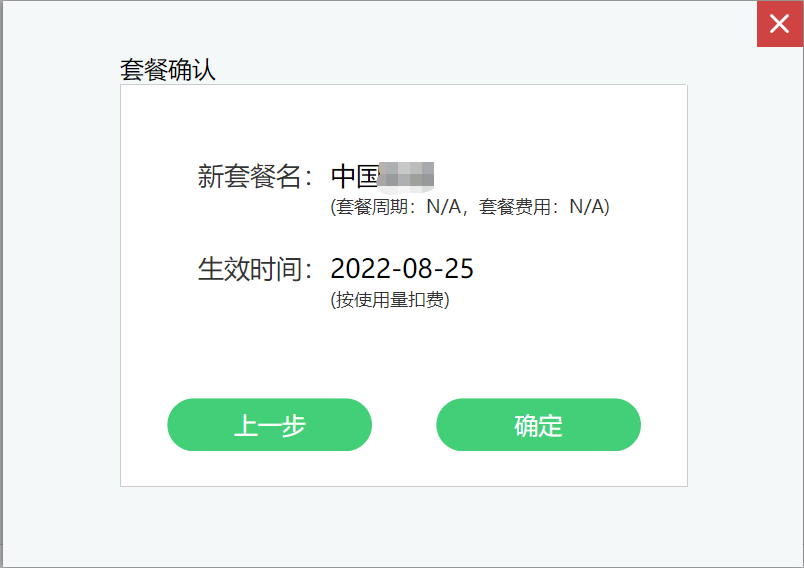 套餐确认
新套餐名： 中国
(套餐周期：N/A，套餐费用：N/A)
生效时间： 2022-08-25
(按使用量扣费)
上一步 确定